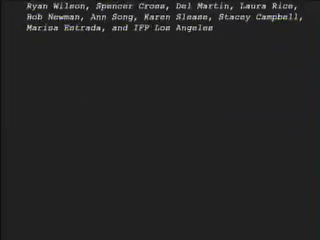 Ryan Wilson, Spencer Cross, Del Martin, Laura Rice,
Rob Newman, Ann Song, Karen Slease, Stacey Campbell,
Marisa Estrada, and IFP Los Angeles